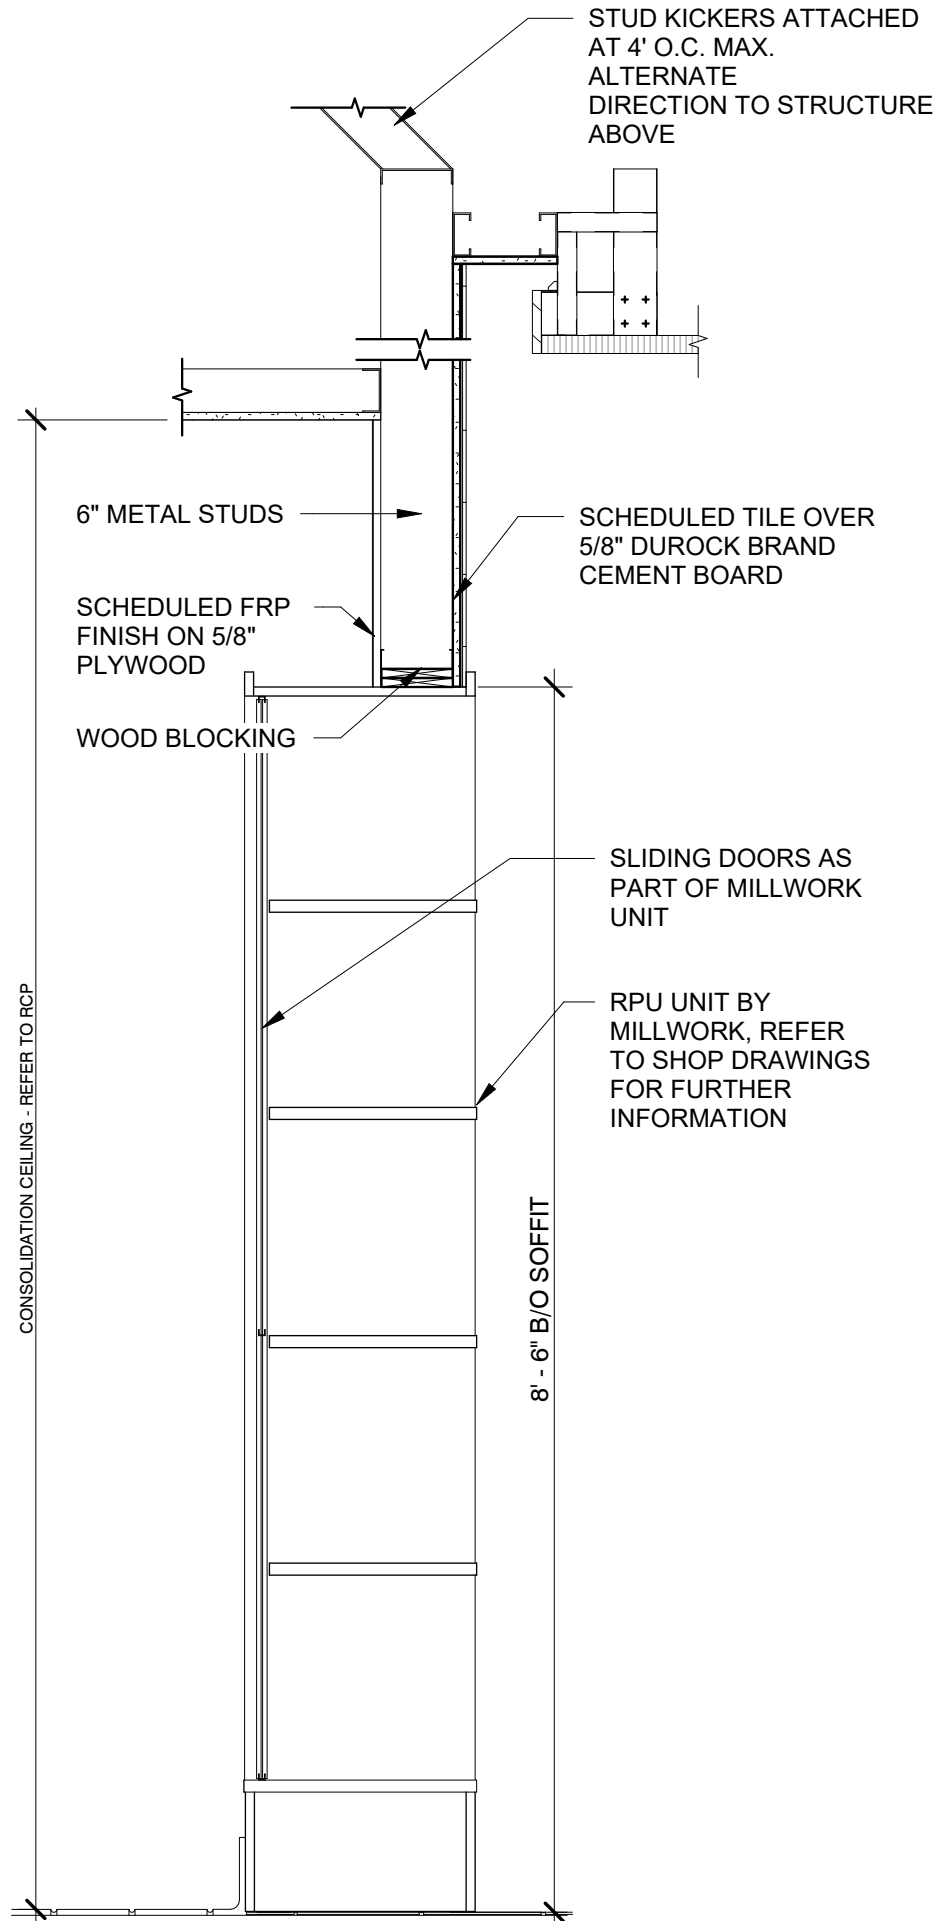 STUD KICKERS ATTACHED
AT 4' O.C. MAX.
ALTERNATE
DIRECTION TO STRUCTURE
ABOVE
6" METAL STUDS
SCHEDULED TILE OVER
5/8" DUROCK BRAND
CEMENT BOARD
SCHEDULED FRP
FINISH ON 5/8"
PLYWOOD
WOOD BLOCKING
SLIDING DOORS AS
PART OF MILLWORK
UNIT
RPU UNIT BY
MILLWORK, REFER
TO SHOP DRAWINGS
FOR FURTHER
INFORMATION
CONSOLIDATION CEILING - REFER TO RCP
8' - 6" B/O SOFFIT